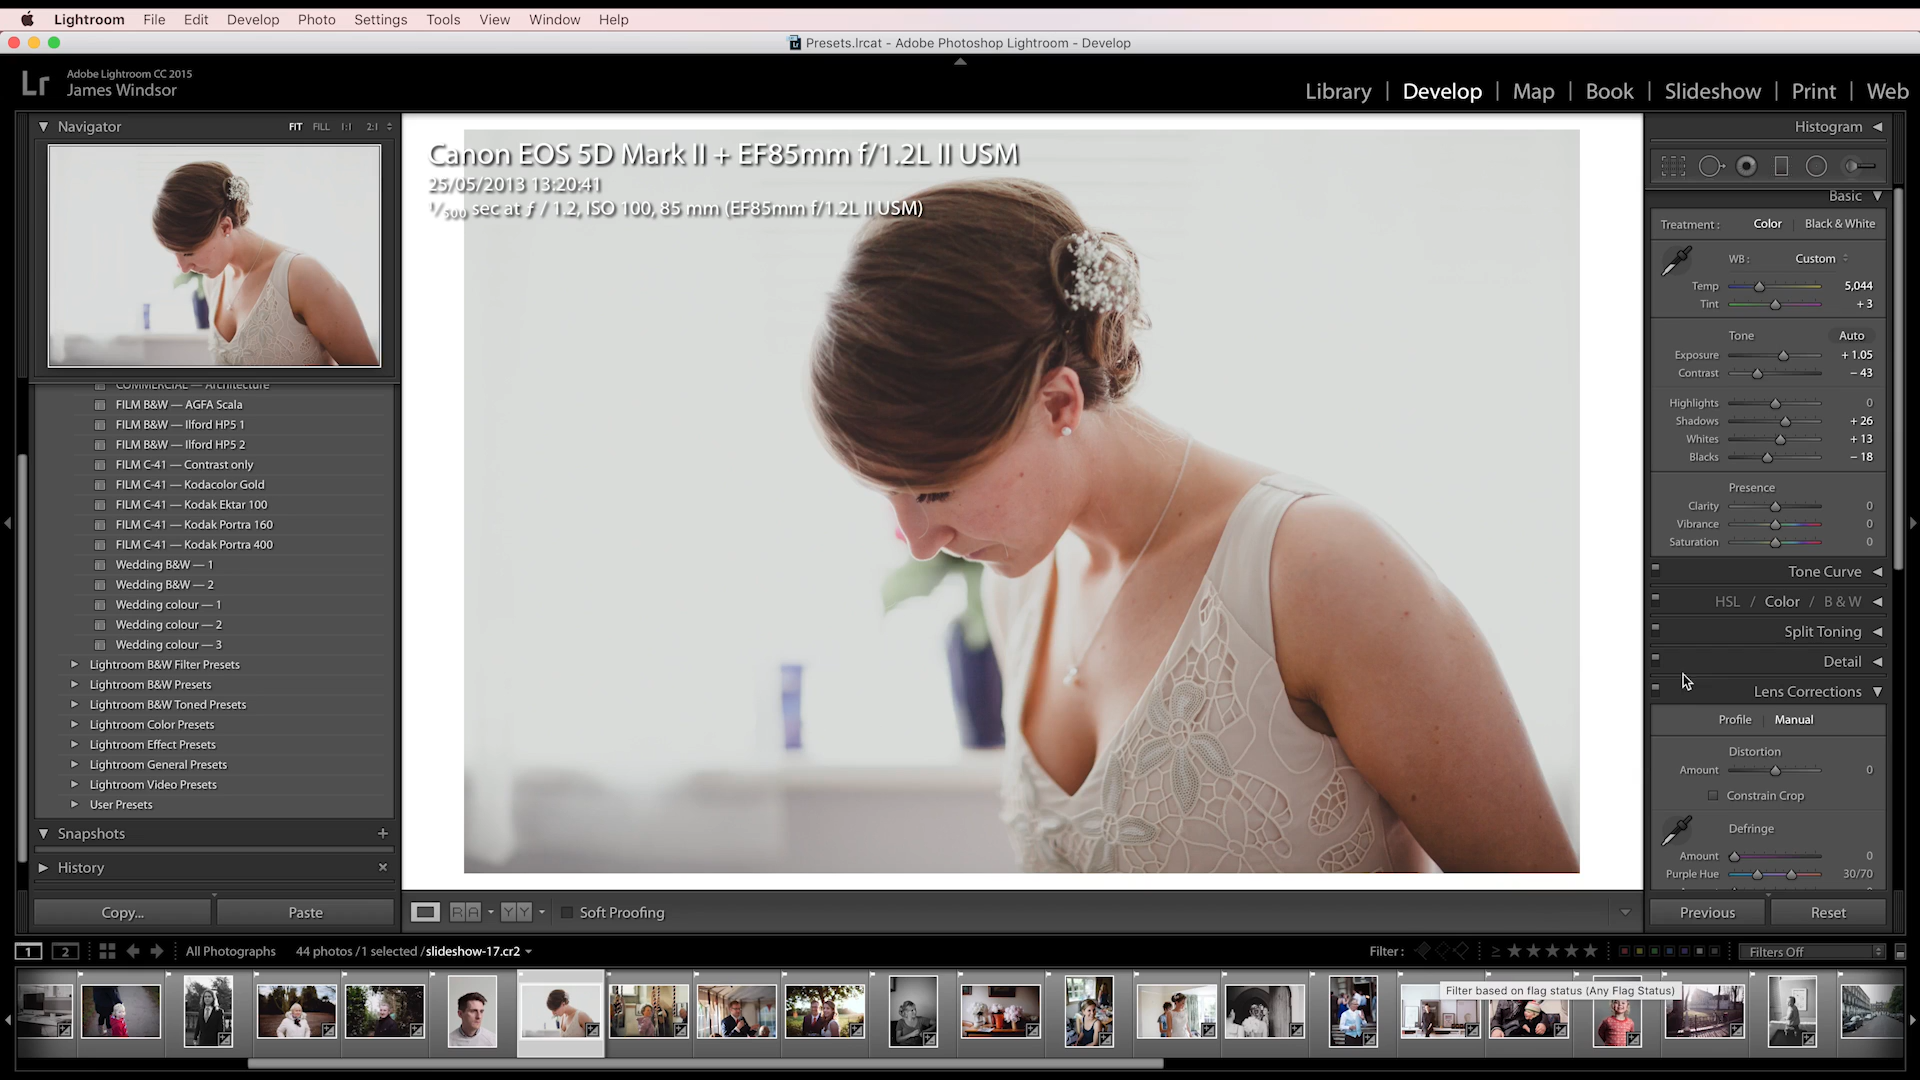 Lightroom File Edit Develop Photo Settings Tools View Window Help
Presets.lrcat - Adobe Photoshop Lightroom - Develop
Lr Adobe Lightroom CC 2015
James Windsor
Library | Develop | Map | Book | Slideshow | Print | Web
Navigator FIT FILL 1:1 2:1
COMMERCIAL — Architecture
FILM B&W — AGFA Scala
FILM B&W — Ilford HP5 1
FILM B&W — Ilford HP5 2
FILM C-41 — Contrast only
FILM C-41 — Kodacolor Gold
FILM C-41 — Kodak Ektar 100
FILM C-41 — Kodak Portra 160
FILM C-41 — Kodak Portra 400
Wedding B&W — 1
Wedding B&W — 2
Wedding colour — 1
Wedding colour — 2
Wedding colour — 3
Lightroom B&W Filter Presets
Lightroom B&W Presets
Lightroom B&W Toned Presets
Lightroom Color Presets
Lightroom Effect Presets
Lightroom General Presets
Lightroom Video Presets
User Presets
Snapshots +
History ×
Copy... Paste
Canon EOS 5D Mark II + EF85mm f/1.2L II USM
25/05/2013 13:20:41
1/500 sec at ƒ / 1.2, ISO 100, 85 mm (EF85mm f/1.2L II USM)
R A Y Y Soft Proofing
Histogram
Basic
Treatment : Color | Black & White
WB : Custom
Temp 5,044
Tint + 3
Tone Auto
Exposure + 1.05
Contrast − 43
Highlights 0
Shadows + 26
Whites + 13
Blacks − 18
Presence
Clarity 0
Vibrance 0
Saturation 0
Tone Curve
HSL / Color / B & W
Split Toning
Detail
Lens Corrections
Profile | Manual
Distortion
Amount 0
Constrain Crop
Defringe
Amount 0
Purple Hue 30/70
Previous Reset
1 2 All Photographs 44 photos / 1 selected / slideshow-17.cr2 Filter : ≥ ★★★★★ Filters Off
Filter based on flag status (Any Flag Status)